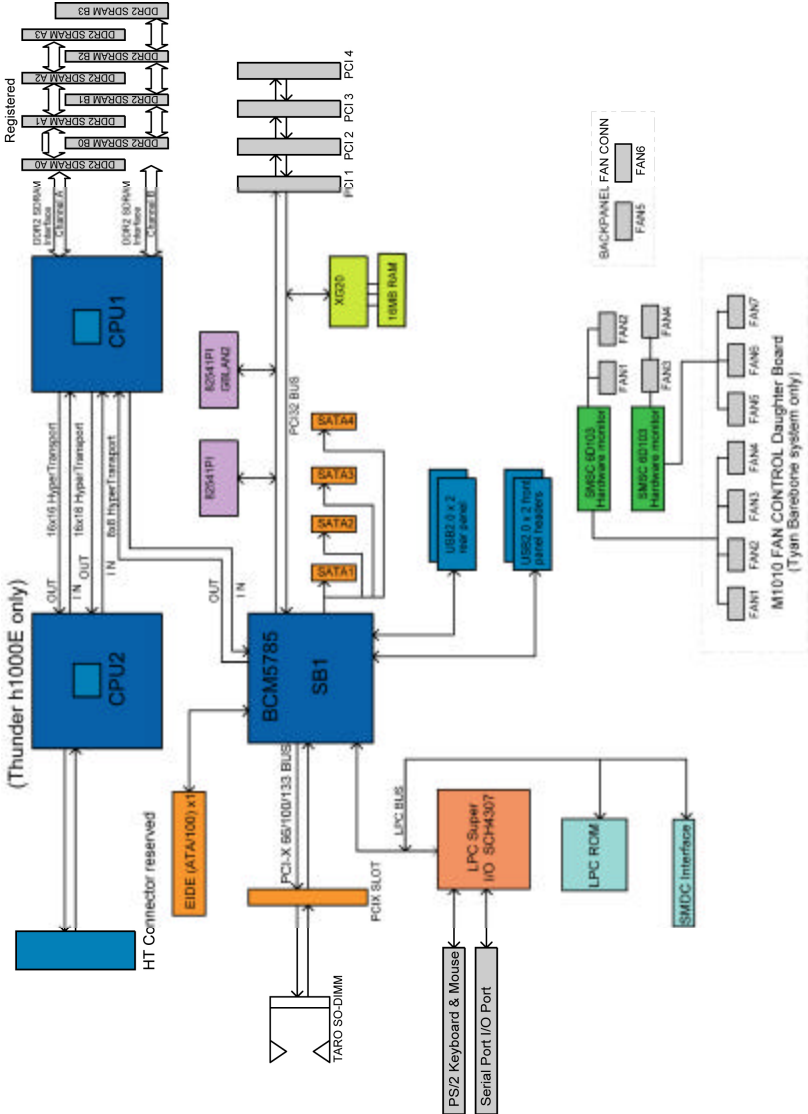 Registered
DDR2 SDRAM B3
DDR2 SDRAM A3
DDR2 SDRAM B2
DDR2 SDRAM A2
DDR2 SDRAM B1
DDR2 SDRAM A1
DDR2 SDRAM B0
DDR2 SDRAM A0
DDR2 SDRAM
Interface
Channel A
DDR2 SDRAM
Interface
Channel B
CPU1
16x16 HyperTransport
16x16 HyperTransport
8x8 HyperTransport
OUT
IN
OUT
IN
(Thunder h1000E only)
CPU2
HT Connector reserved
PCI 4
PCI 3
PCI 2
PCI 1
XG20
16MB RAM
82541PI
GBLAN2
82541PI
PCI32 BUS
SATA4
SATA3
SATA2
SATA1
OUT
IN
BCM5785
SB1
EIDE (ATA/100) x1
PCI-X 66/100/133 BUS
PCIX SLOT
TARO SO-DIMM
USB2.0 x 2
rear panel
USB2.0 x 2 front
panel headers
LPC BUS
LPC Super
I/O SCH4307
PS/2 Keyboard & Mouse
Serial Port I/O Port
LPC ROM
SMDC Interface
BACKPANEL FAN CONN
FAN5
FAN6
SMSC 6D103
Hardware monitor
FAN1
FAN2
SMSC 6D103
Hardware monitor
FAN3
FAN4
FAN1
FAN2
FAN3
FAN4
FAN5
FAN6
FAN7
M1010 FAN CONTROL Daughter Board
(Tyan Barebone system only)